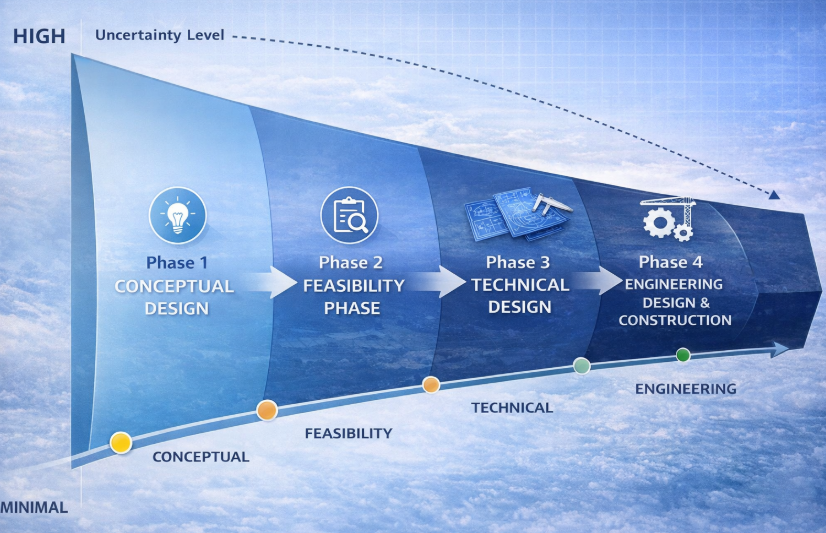 HIGH
Uncertainty Level
Phase 1
CONCEPTUAL
DESIGN
Phase 2
FEASIBILITY
PHASE
Phase 3
TECHNICAL
DESIGN
Phase 4
ENGINEERING
DESIGN &
CONSTRUCTION
CONCEPTUAL
FEASIBILITY
TECHNICAL
ENGINEERING
MINIMAL